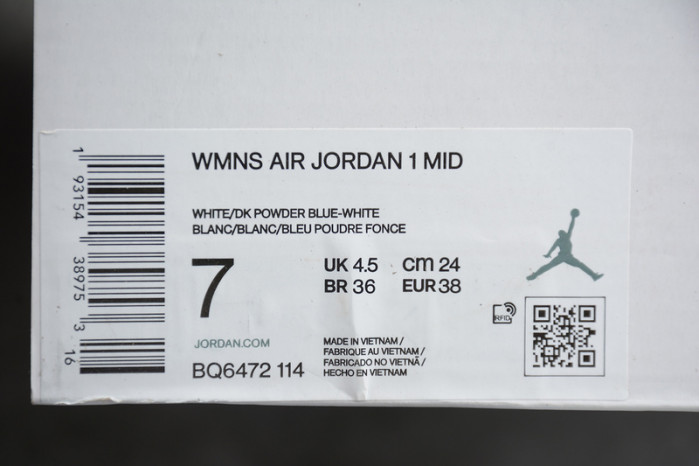 WMNS AIR JORDAN 1 MID
WHITE/DK POWDER BLUE-WHITE
BLANC/BLANC/BLEU POUDRE FONCE
7
UK 4.5 cm 24
BR 36 EUR 38
JORDAN.COM
BQ6472 114
MADE IN VIETNAM /
FABRIQUE AU VIETNAM /
FABRICADO NO VIETNÃ /
HECHO EN VIETNAM
RFID
1 93154 38975 3
16